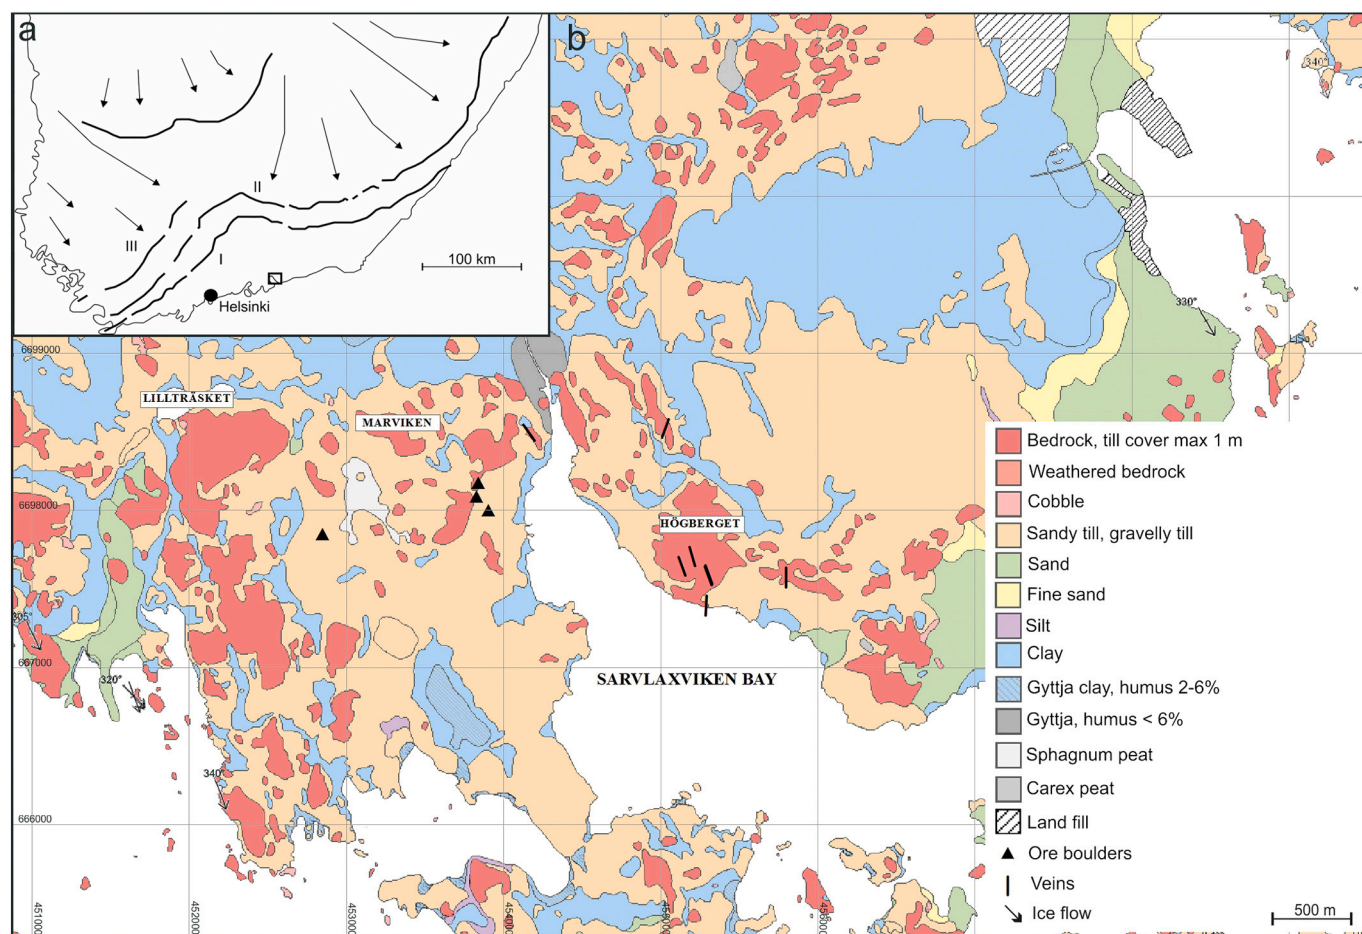 a
II
III
I
100 km
Helsinki
b
340°
330°
6699000
LILLTRÄSKET
MARVIKEN
6698000
HÖGBERGET
305°
667000
320°
SARVLAXVIKEN BAY
340°
666000
451000
452000
453000
454000
455000
456000
Bedrock, till cover max 1 m
Weathered bedrock
Cobble
Sandy till, gravelly till
Sand
Fine sand
Silt
Clay
Gyttja clay, humus 2-6%
Gyttja, humus < 6%
Sphagnum peat
Carex peat
Land fill
Ore boulders
Veins
Ice flow
500 m